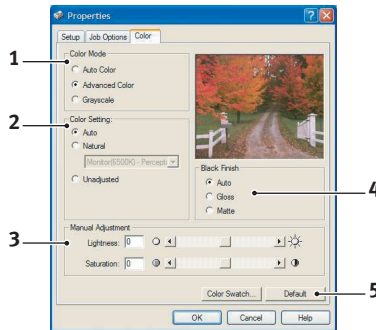 Properties
Setup Job Options Color
1
Color Mode
Auto Color
Advanced Color
Grayscale
2
Color Setting:
Auto
Natural
Monitor(6500K) - Percept
Unadjusted
Black Finish
Auto
Gloss
Matte
4
3
Manual Adjustment
Lightness: 0
Saturation: 0
Color Swatch... Default
5
OK Cancel Help